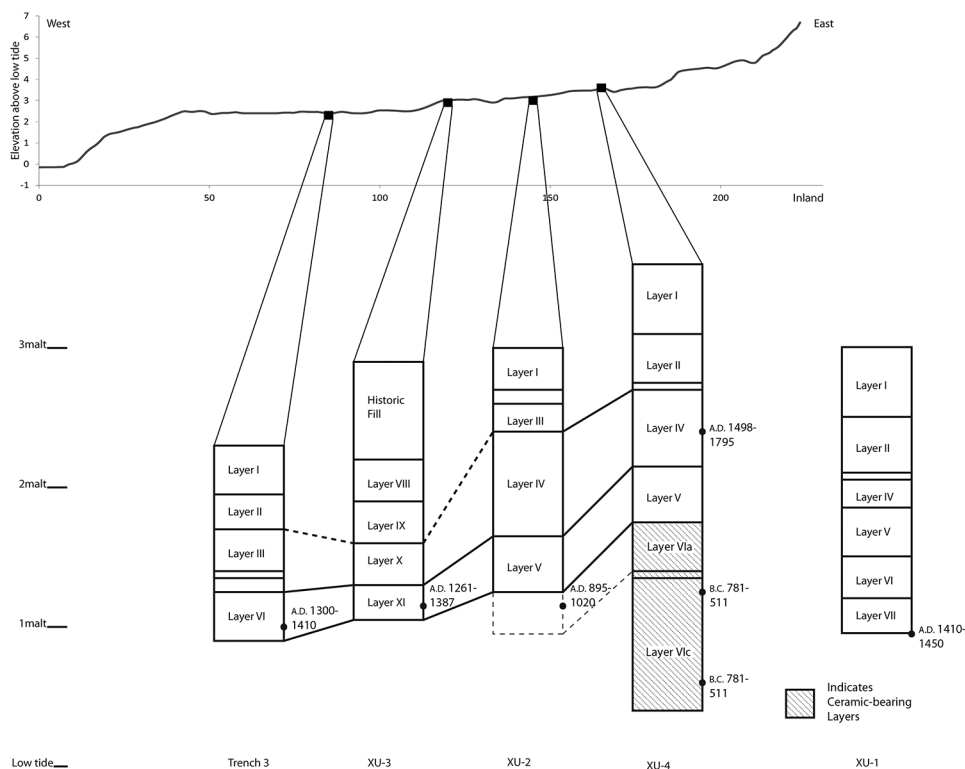 7
West
East
6
5
4
3
2
1
0
-1
Elevation above low tide
0
50
100
150
200
Inland
3malt
2malt
1malt
Low tide
Layer I
Layer II
Layer III
Layer VI
A.D. 1300-
1410
Trench 3
Historic
Fill
Layer VIII
Layer IX
Layer X
Layer XI
A.D. 1261-
1387
XU-3
Layer I
Layer III
Layer IV
Layer V
A.D. 895-
1020
XU-2
Layer I
Layer II
Layer IV
A.D. 1498-
1795
Layer V
Layer VIa
B.C. 781-
511
Layer VIc
B.C. 781-
511
XU-4
Layer I
Layer II
Layer IV
Layer V
Layer VI
Layer VII
A.D. 1410-
1450
XU-1
Indicates
Ceramic-bearing
Layers